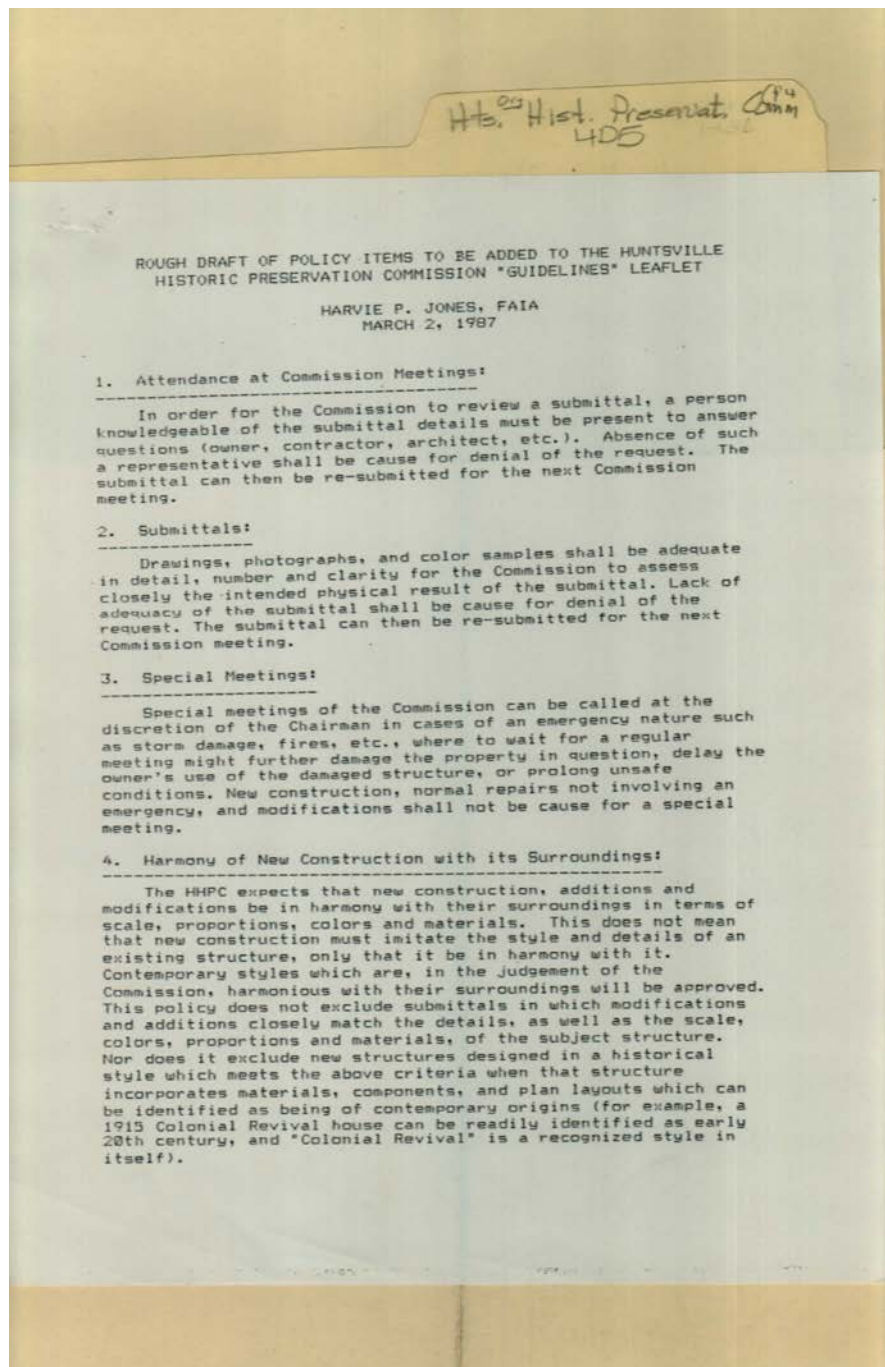 Hts. Hist. Preservat. Comm
4D5
ROUGH DRAFT OF POLICY ITEMS TO BE ADDED TO THE HUNTSVILLE
HISTORIC PRESERVATION COMMISSION "GUIDELINES" LEAFLET
HARVIE P. JONES, FAIA
MARCH 2, 1987
1. Attendance at Commission Meetings:
In order for the Commission to review a submittal, a person
knowledgeable of the submittal details must be present to answer
questions (owner, contractor, architect, etc.). Absence of such
a representative shall be cause for denial of the request. The
submittal can then be re-submitted for the next Commission
meeting.
2. Submittals:
Drawings, photographs, and color samples shall be adequate
in detail, number and clarity for the Commission to assess
closely the intended physical result of the submittal. Lack of
adequacy of the submittal shall be cause for denial of the
request. The submittal can then be re-submitted for the next
Commission meeting.
3. Special Meetings:
Special meetings of the Commission can be called at the
discretion of the Chairman in cases of an emergency nature such
as storm damage, fires, etc., where to wait for a regular
meeting might further damage the property in question, delay the
owner's use of the damaged structure, or prolong unsafe
conditions. New construction, normal repairs not involving an
emergency, and modifications shall not be cause for a special
meeting.
4. Harmony of New Construction with its Surroundings:
The HHPC expects that new construction, additions and
modifications be in harmony with their surroundings in terms of
scale, proportions, colors and materials. This does not mean
that new construction must imitate the style and details of an
existing structure, only that it be in harmony with it.
Contemporary styles which are, in the judgement of the
Commission, harmonious with their surroundings will be approved.
This policy does not exclude submittals in which modifications
and additions closely match the details, as well as the scale,
colors, proportions and materials, of the subject structure.
Nor does it exclude new structures designed in a historical
style which meets the above criteria when that structure
incorporates materials, components, and plan layouts which can
be identified as being of contemporary origins (for example, a
1915 Colonial Revival house can be readily identified as early
20th century, and "Colonial Revival" is a recognized style in
itself).